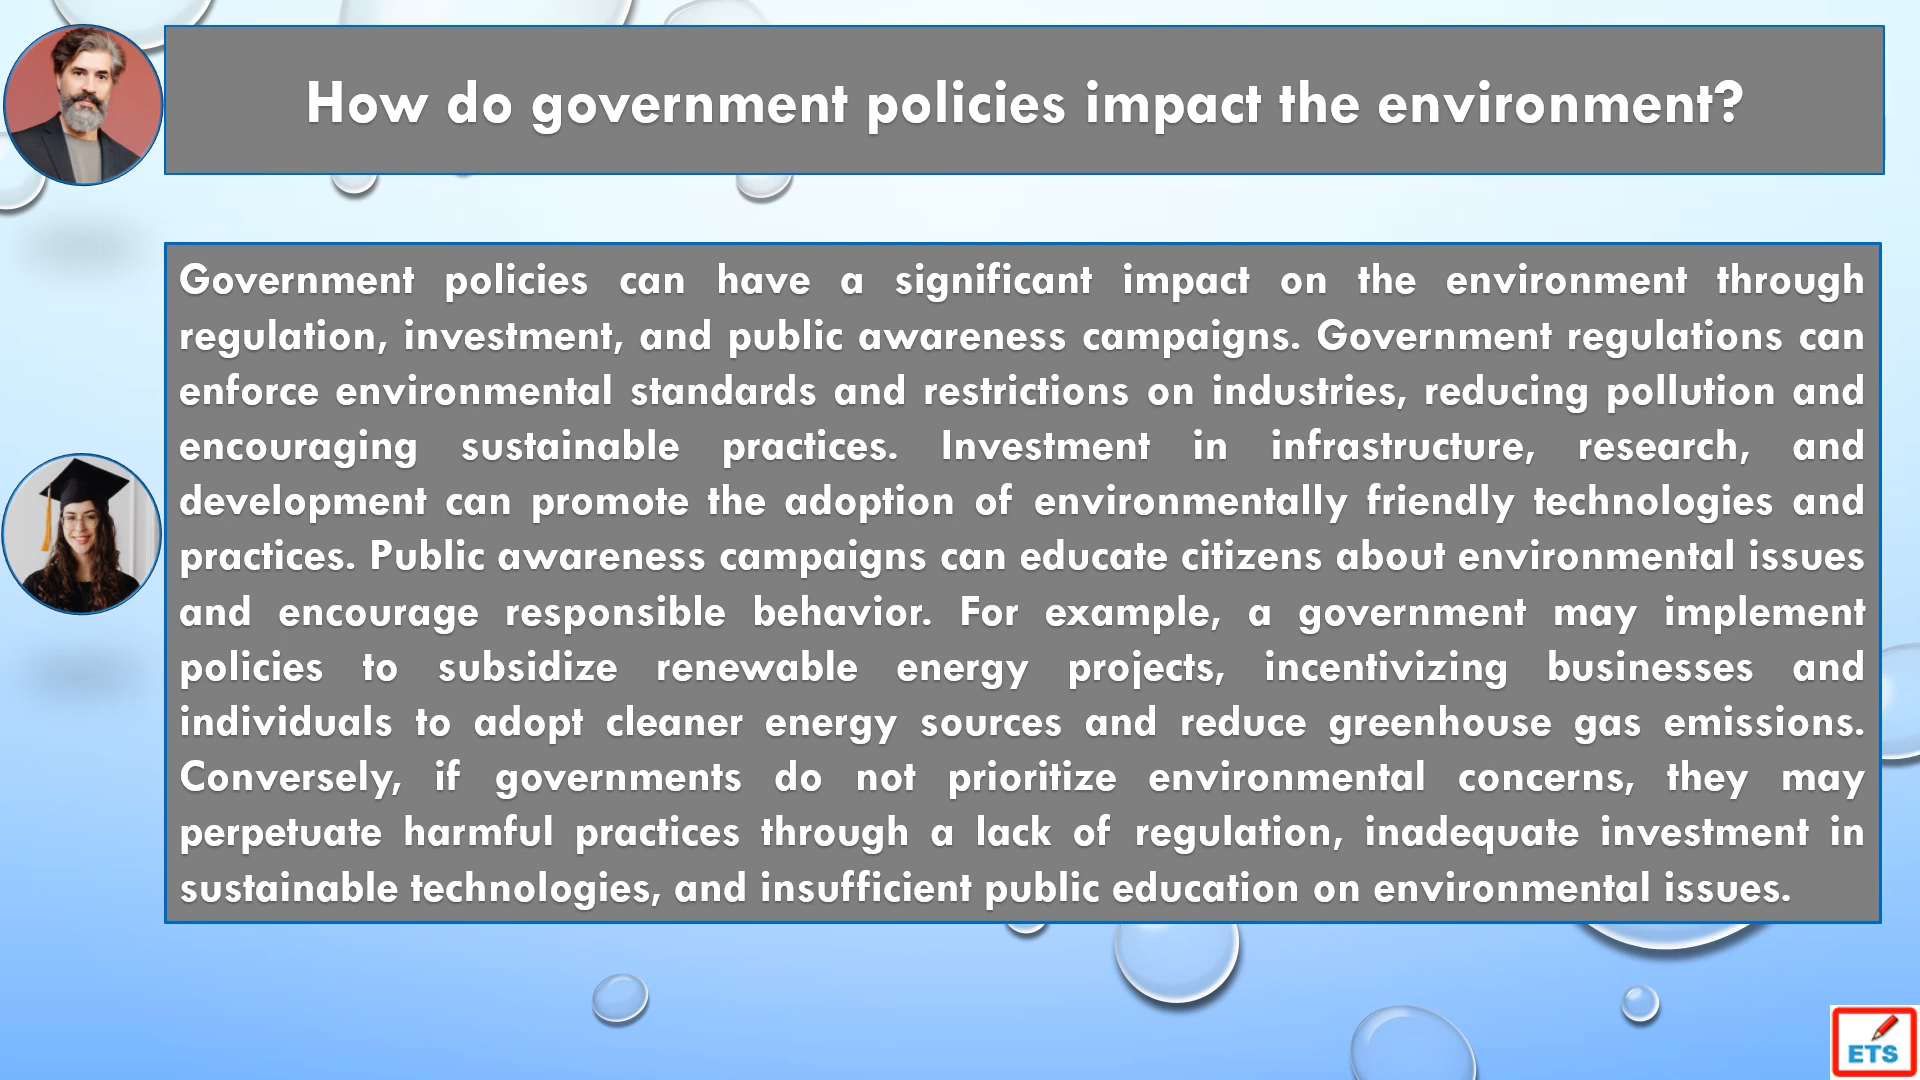 How do government policies impact the environment?
Government policies can have a significant impact on the environment through
regulation, investment, and public awareness campaigns. Government regulations can
enforce environmental standards and restrictions on industries, reducing pollution and
encouraging sustainable practices. Investment in infrastructure, research, and
development can promote the adoption of environmentally friendly technologies and
practices. Public awareness campaigns can educate citizens about environmental issues
and encourage responsible behavior. For example, a government may implement
policies to subsidize renewable energy projects, incentivizing businesses and
individuals to adopt cleaner energy sources and reduce greenhouse gas emissions.
Conversely, if governments do not prioritize environmental concerns, they may
perpetuate harmful practices through a lack of regulation, inadequate investment in
sustainable technologies, and insufficient public education on environmental issues.
ETS